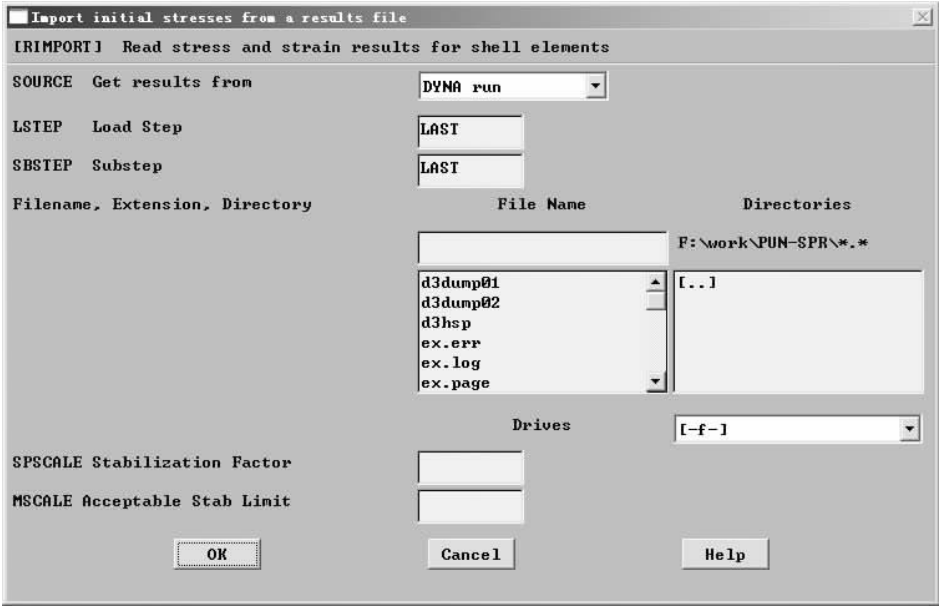 Import initial stresses from a results file
[RIMPORT] Read stress and strain results for shell elements
SOURCE Get results from DYNA run
LSTEP Load Step LAST
SBSTEP Substep LAST
Filename, Extension, Directory File Name Directories
F:\work\PUN-SPR\*.*
d3dump01 [..]
d3dump02
d3hsp
ex.err
ex.log
ex.page
Drives [-f-]
SPSCALE Stabilization Factor
MSCALE Acceptable Stab Limit
OK Cancel Help